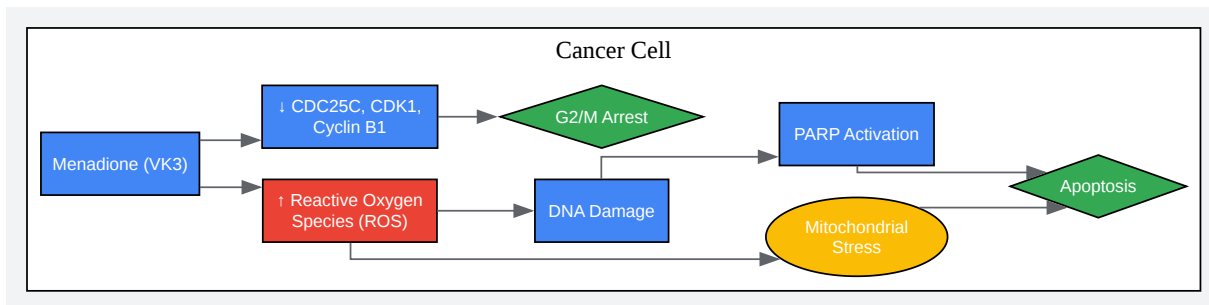 Cancer Cell
Menadione (VK3)
↓ CDC25C, CDK1,
Cyclin B1
G2/M Arrest
↑ Reactive Oxygen
Species (ROS)
DNA Damage
PARP Activation
Mitochondrial
Stress
Apoptosis